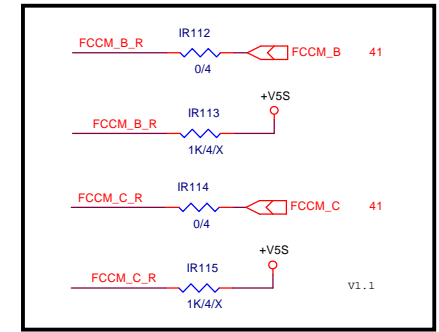 IR112
FCCM_B_R
FCCM_B 41
0/4
+V5S
IR113
FCCM_B_R
1K/4/X
IR114
FCCM_C_R
FCCM_C 41
0/4
+V5S
IR115
FCCM_C_R
V1.1
1K/4/X